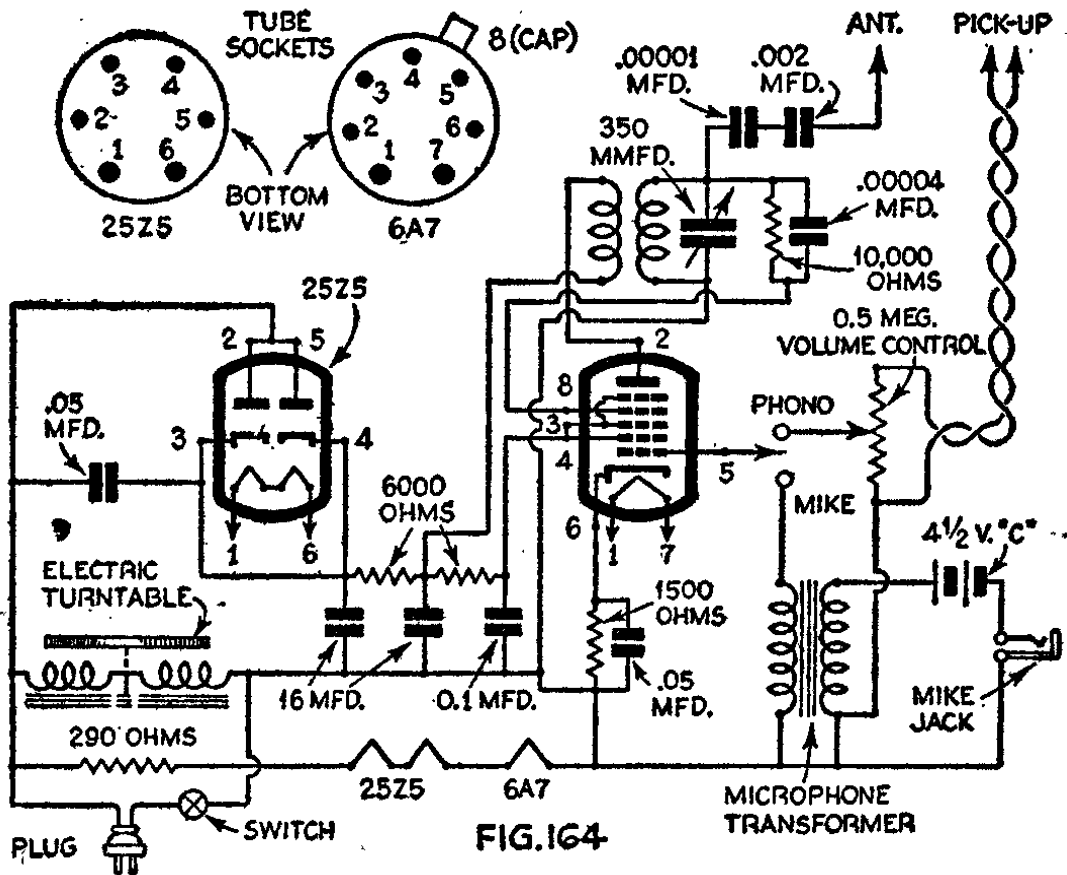 TUBE
SOCKETS
8 (CAP)
3
4
2
5
1
6
25Z5
4
3
5
2
6
1
7
6A7
BOTTOM
VIEW
ANT.
PICK-UP
.00001
MFD.
.002
MFD.
350
MMFD.
.00004
MFD.
10,000
OHMS
0.5 MEG.
VOLUME CONTROL
25Z5
2
5
3
4
1
6
.05
MFD.
2
8
3
4
5
6
1
7
PHONO
MIKE
6000
OHMS
4 1/2 V. "C"
ELECTRIC
TURNTABLE
1500
OHMS
16 MFD.
0.1 MFD.
.05
MFD.
MIKE
JACK
290 OHMS
25Z5
6A7
MICROPHONE
TRANSFORMER
SWITCH
PLUG
FIG.164